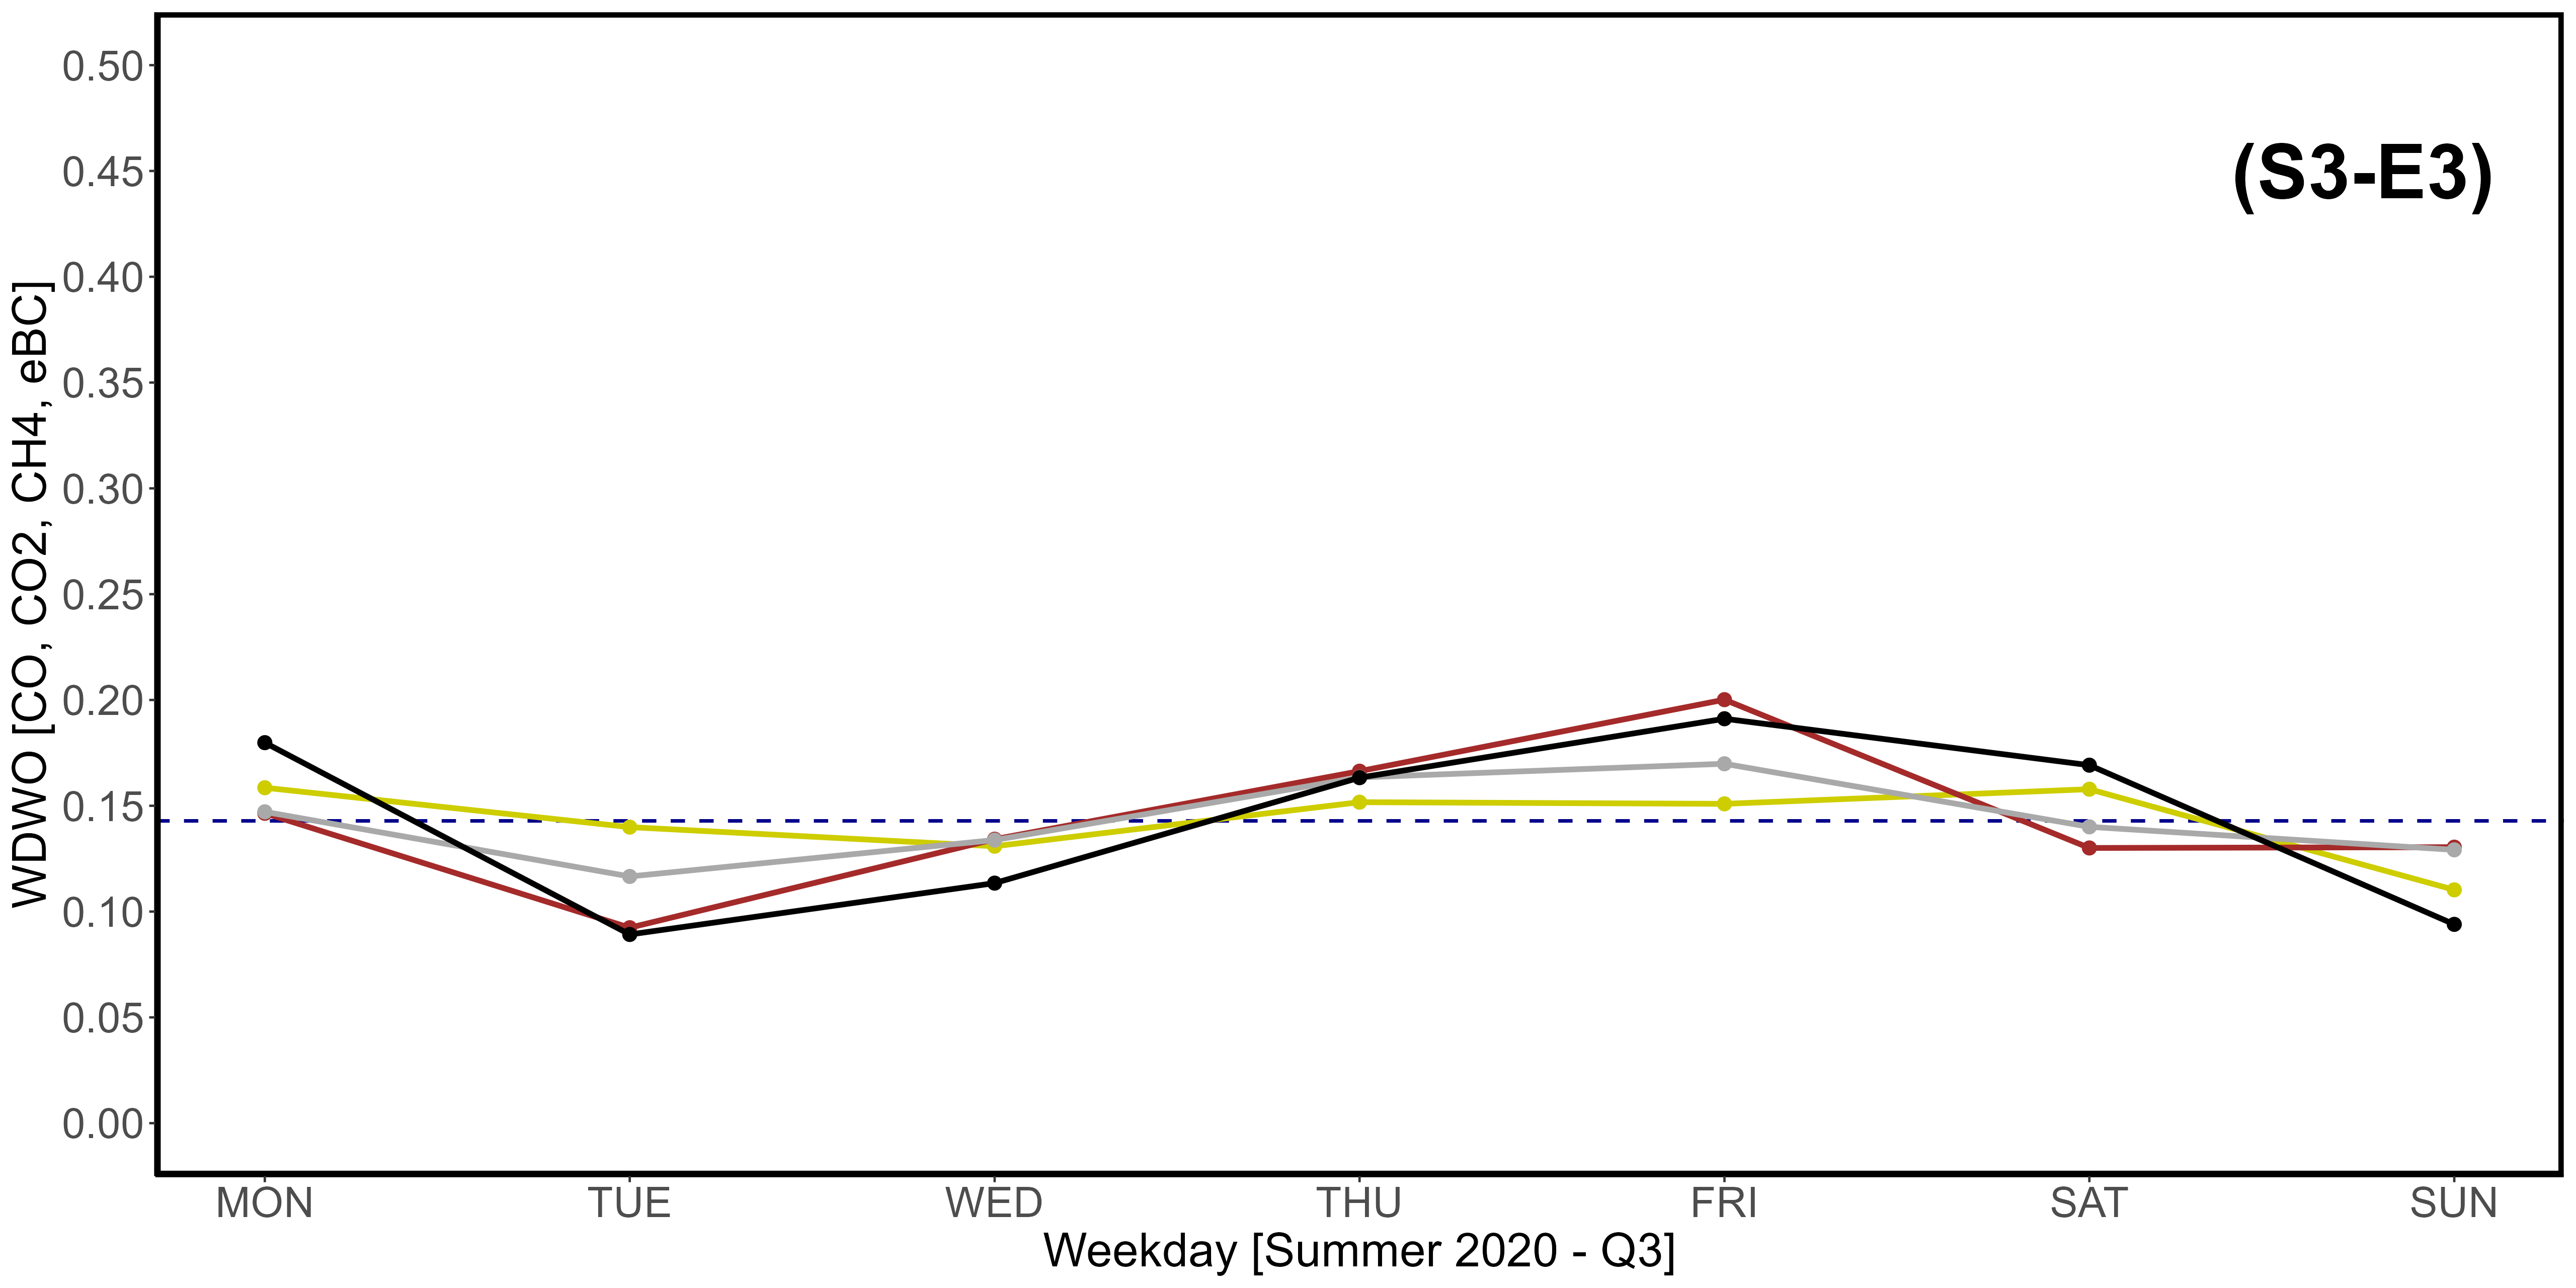 (S3-E3)
WDWO [CO, CO2, CH4, eBC]
0.50
0.45
0.40
0.35
0.30
0.25
0.20
0.15
0.10
0.05
0.00
MON TUE WED THU FRI SAT SUN
Weekday [Summer 2020 - Q3]